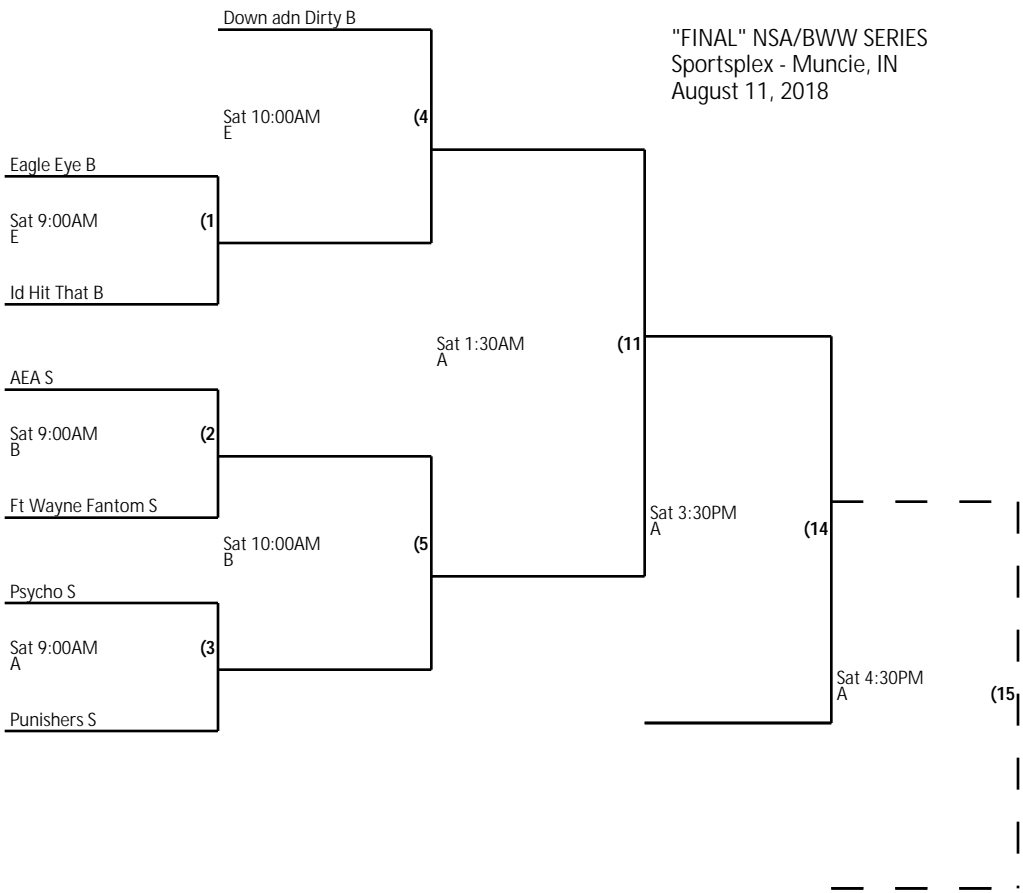 Down adn Dirty B
"FINAL" NSA/BWW SERIES
Sportsplex - Muncie, IN
August 11, 2018
Sat 10:00AM (4
E
Eagle Eye B
Sat 9:00AM (1
E
Id Hit That B
Sat 1:30AM (11
A
AEA S
Sat 9:00AM (2
B
Ft Wayne Fantom S
Sat 3:30PM (14
A
Sat 10:00AM (5
B
Psycho S
Sat 9:00AM (3
A
Sat 4:30PM (15
A
Punishers S